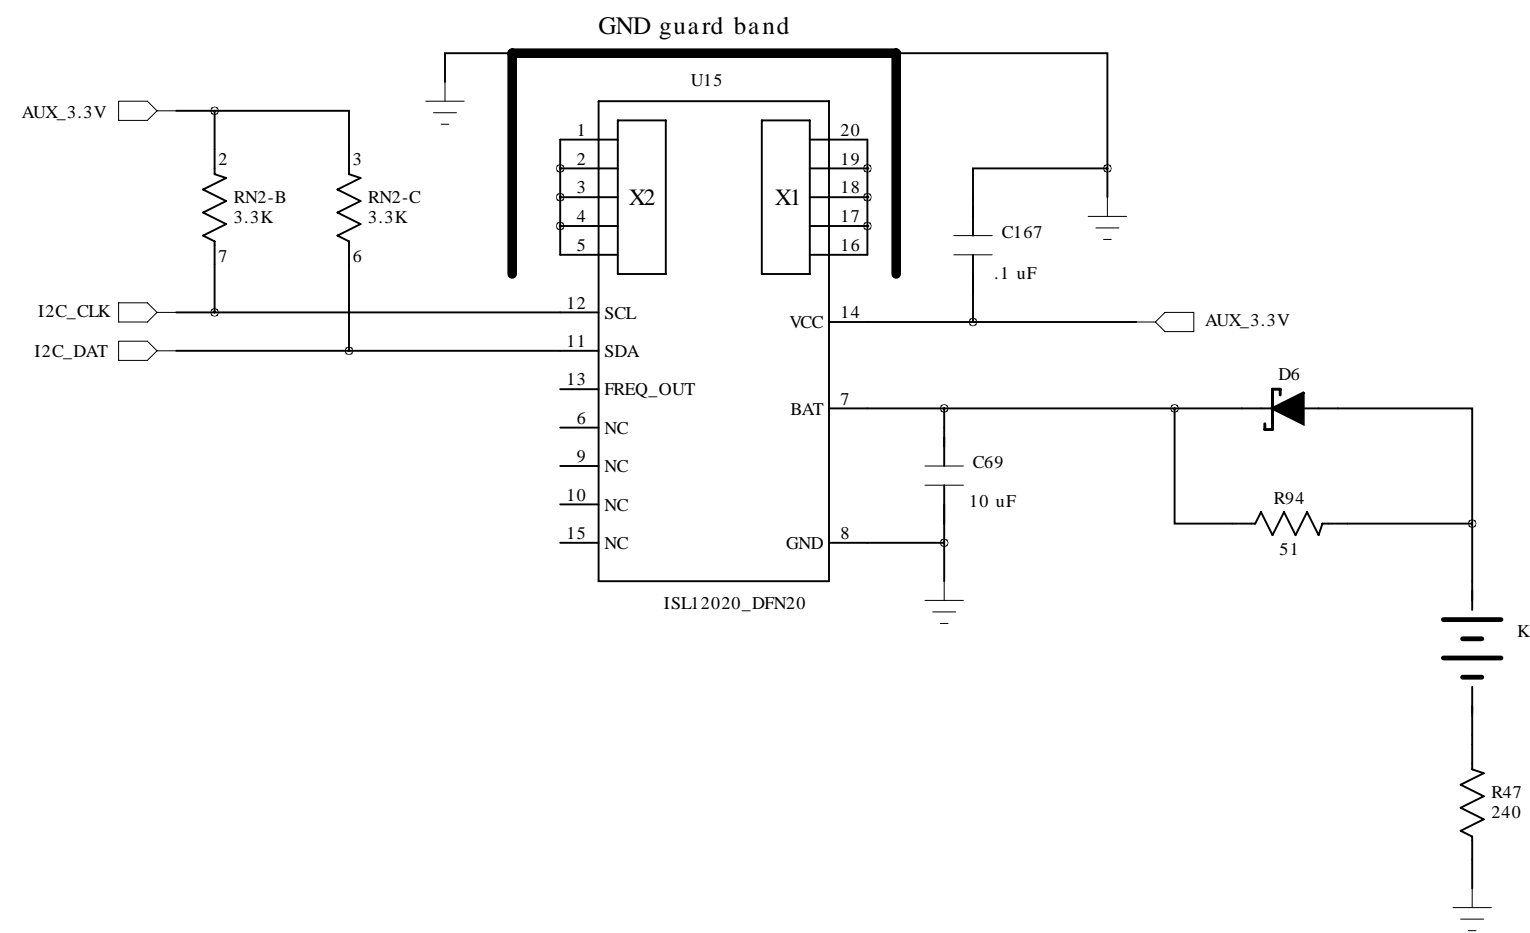 GND guard band
U15
AUX_3.3V
1
20
2
3
2
19
RN2-B
3.3K
RN2-C
3.3K
3
X2
X1
18
4
17
C167
7
6
5
16
.1 uF
I2C_CLK
12
SCL
VCC
14
AUX_3.3V
I2C_DAT
11
SDA
13
FREQ_OUT
D6
BAT
7
6
NC
9
NC
C69
10
NC
10 uF
R94
15
NC
GND
8
51
ISL12020_DFN20
K
R47
240